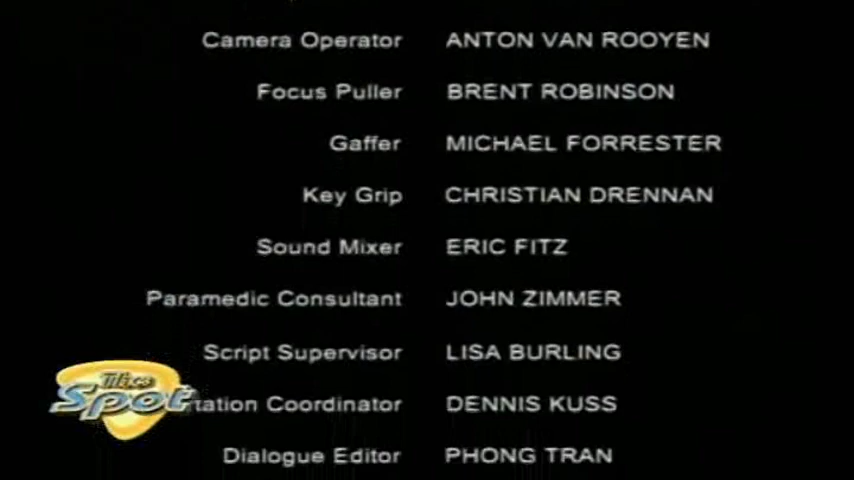 Camera Operator ANTON VAN ROOYEN
Focus Puller BRENT ROBINSON
Gaffer MICHAEL FORRESTER
Key Grip CHRISTIAN DRENNAN
Sound Mixer ERIC FITZ
Paramedic Consultant JOHN ZIMMER
Script Supervisor LISA BURLING
Spot
Coordinator DENNIS KUSS
Dialogue Editor PHONG TRAN